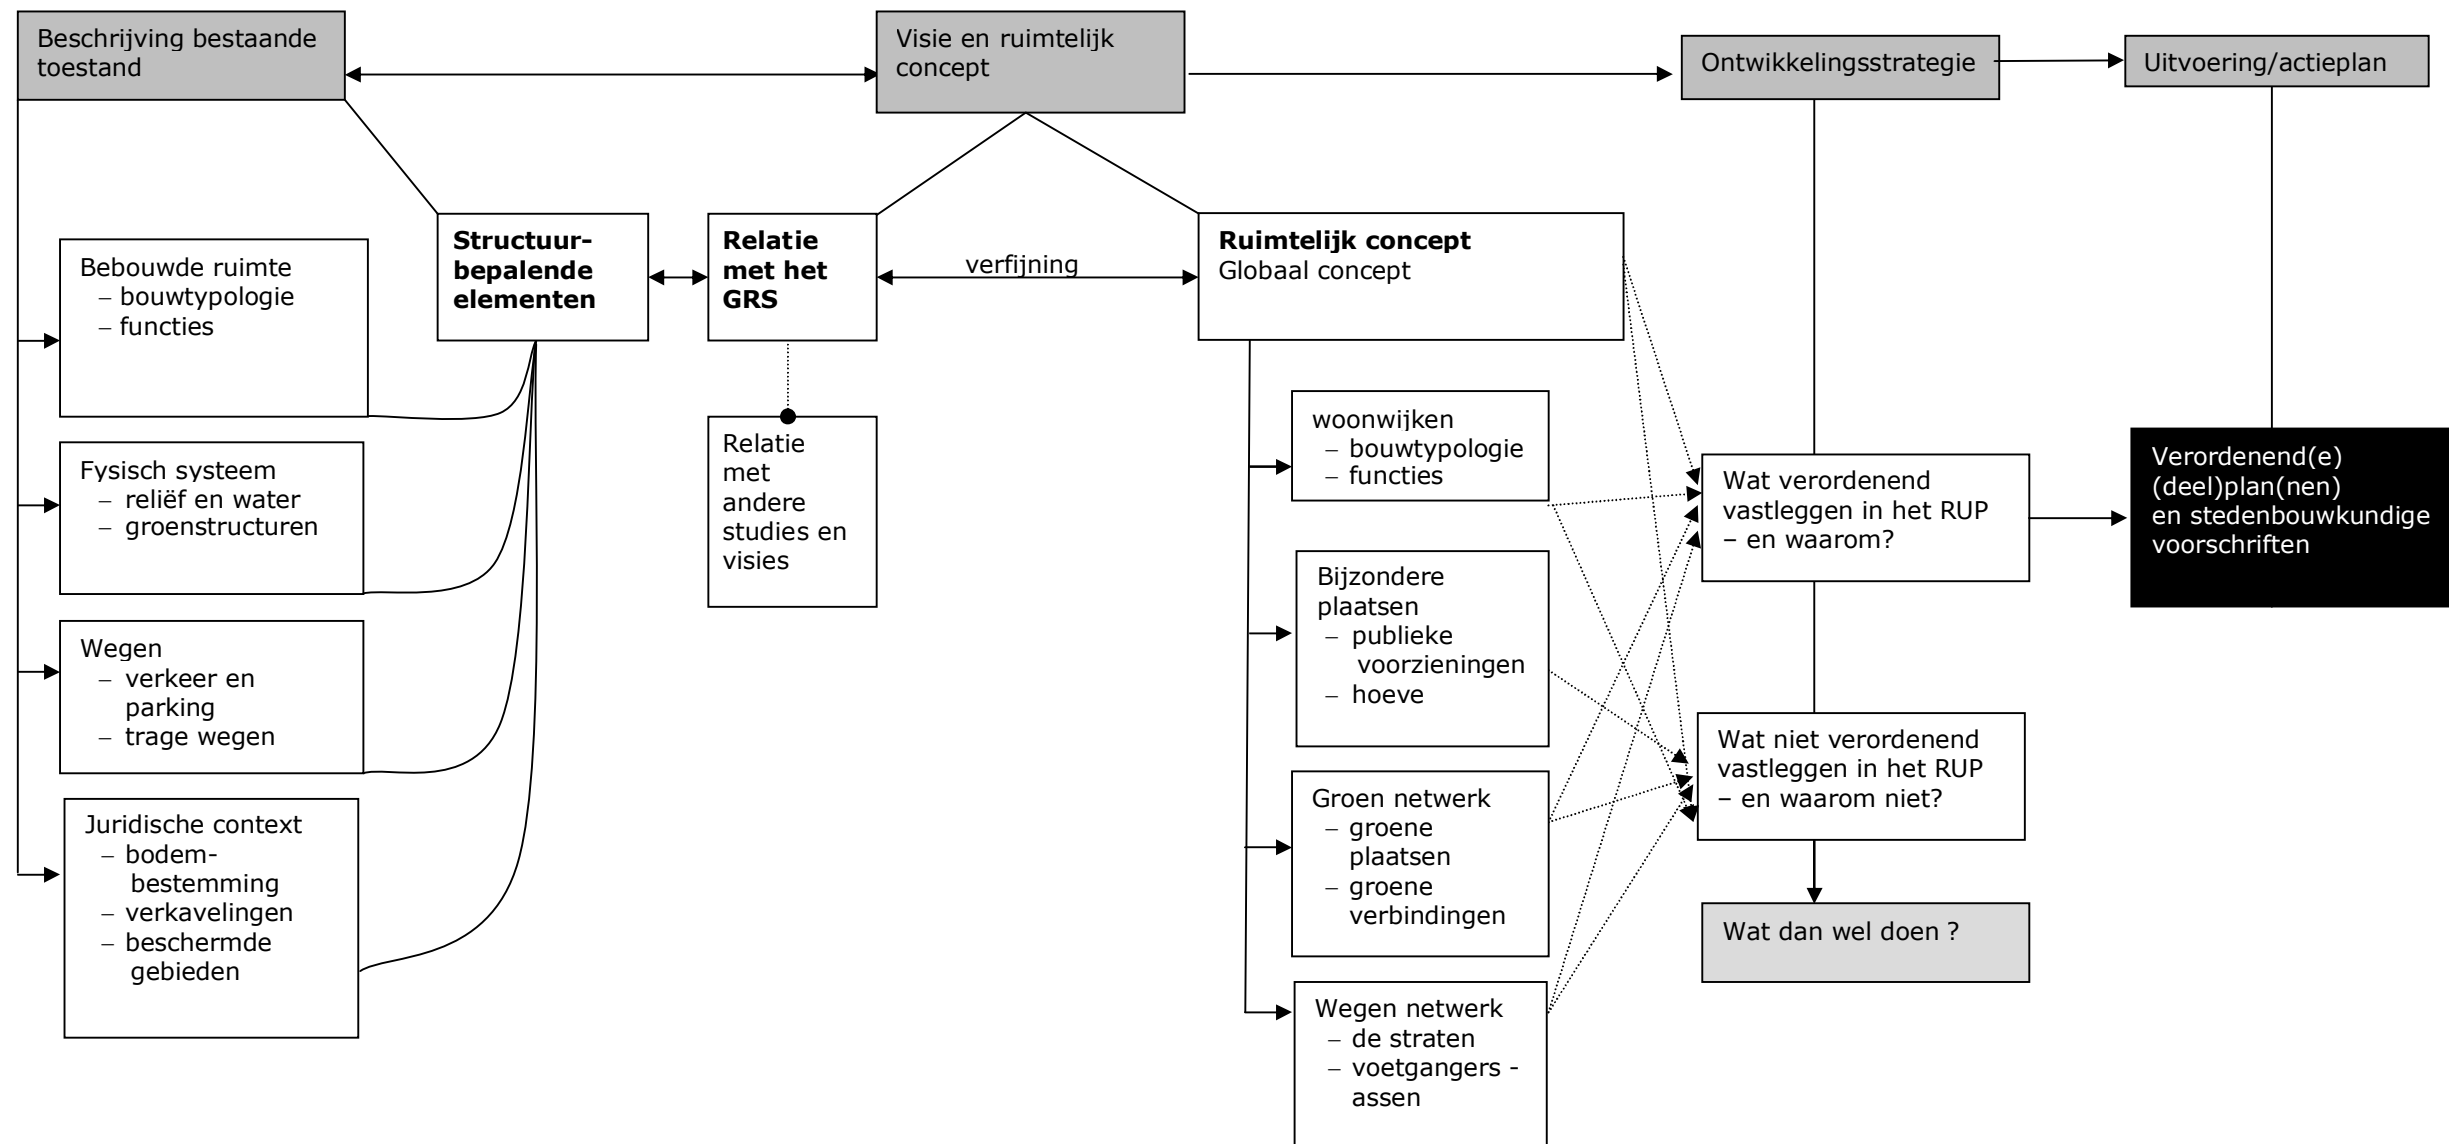 Beschrijving bestaande
toestand
Visie en ruimtelijk
concept
Ontwikkelingsstrategie
Uitvoering/actieplan
Bebouwde ruimte
– bouwtypologie
– functies
Fysisch systeem
– reliëf en water
– groenstructuren
Wegen
– verkeer en
parking
– trage wegen
Juridische context
– bodem-
bestemming
– verkavelingen
– beschermde
gebieden
Structuur-
bepalende
elementen
Relatie
met het
GRS
Relatie
met
andere
studies en
visies
verfijning
Ruimtelijk concept
Globaal concept
woonwijken
– bouwtypologie
– functies
Bijzondere
plaatsen
– publieke
voorzieningen
– hoeve
Groen netwerk
– groene
plaatsen
– groene
verbindingen
Wegen netwerk
– de straten
– voetgangers -
assen
Wat verordenend
vastleggen in het RUP
– en waarom?
Wat niet verordenend
vastleggen in het RUP
– en waarom niet?
Wat dan wel doen ?
Verordenend(e)
(deel)plan(nen)
en stedenbouwkundige
voorschriften